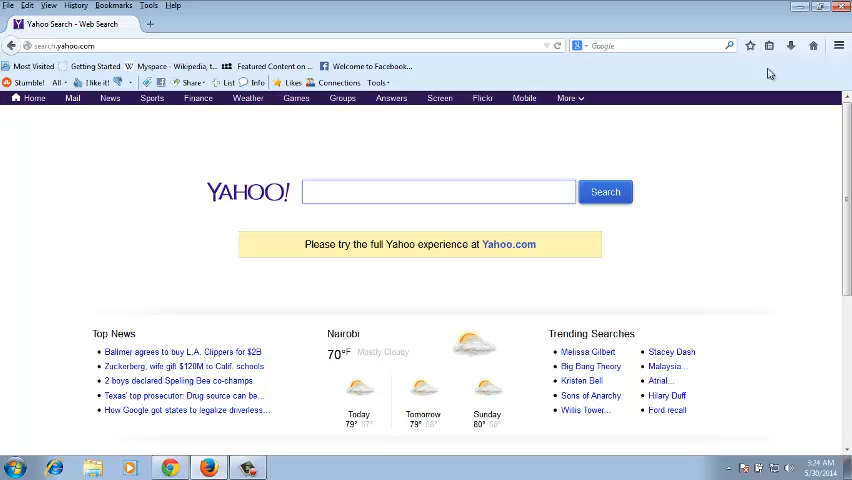 File Edit View History Bookmarks Tools Help
Yahoo Search - Web Search
search.yahoo.com
Google
Most Visited Getting Started Myspace - Wikipedia, t... Featured Content on ... Welcome to Facebook...
Stumble! All I like it! Share Info List Likes Connections Tools
Home Mail News Sports Finance Weather Games Groups Answers Screen Flickr Mobile More
YAHOO!
Search
Please try the full Yahoo experience at Yahoo.com
Top News
Ballmer agrees to buy L.A. Clippers for $2B
Zuckerberg, wife gift $120M to Calif. schools
2 boys declared Spelling Bee co-champs
Texas' top prosecutor: Drug source can be...
How Google got states to legalize driverless...
Nairobi
70°F Mostly Cloudy
Today Tomorrow Sunday
79° 57° 79° 58° 80° 58°
Trending Searches
Melissa Gilbert Stacey Dash
Big Bang Theory Malaysia...
Kristen Bell Atrial...
Sons of Anarchy Hilary Duff
Willis Tower... Ford recall
3:24 AM
5/30/2014